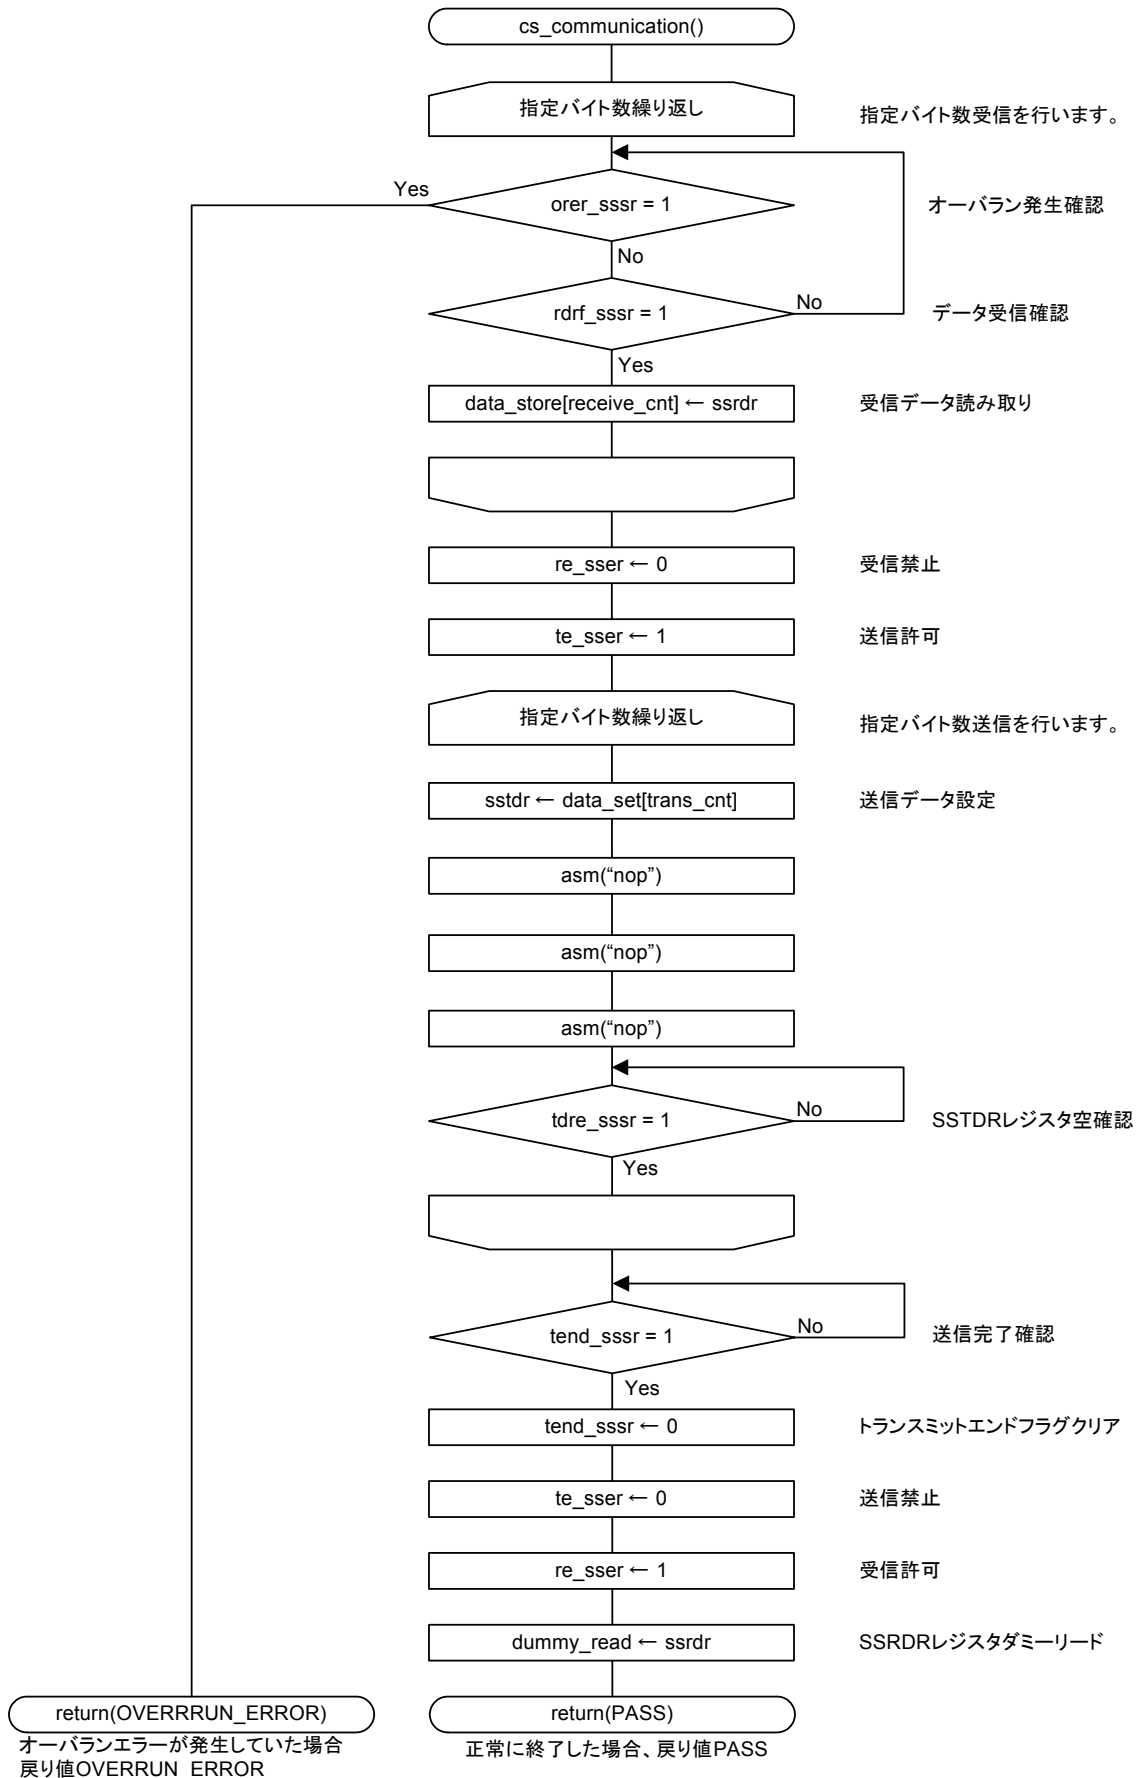 cs_communication()
指定バイト数繰り返し
指定バイト数受信を行います。
Yes
orer_sssr = 1
オーバラン発生確認
No
rdrf_sssr = 1
No
データ受信確認
Yes
data_store[receive_cnt] ← ssrdr
受信データ読み取り
re_sser ← 0
受信禁止
te_sser ← 1
送信許可
指定バイト数繰り返し
指定バイト数送信を行います。
sstdr ← data_set[trans_cnt]
送信データ設定
asm(“nop”)
asm(“nop”)
asm(“nop”)
tdre_sssr = 1
No
SSTDRレジスタ空確認
Yes
tend_sssr = 1
No
送信完了確認
Yes
tend_sssr ← 0
トランスミットエンドフラグクリア
te_sser ← 0
送信禁止
re_sser ← 1
受信許可
dummy_read ← ssrdr
SSRDRレジスタダミーリード
return(OVERRRUN_ERROR)
オーバランエラーが発生していた場合
戻り値OVERRUN_ERROR
return(PASS)
正常に終了した場合、戻り値PASS